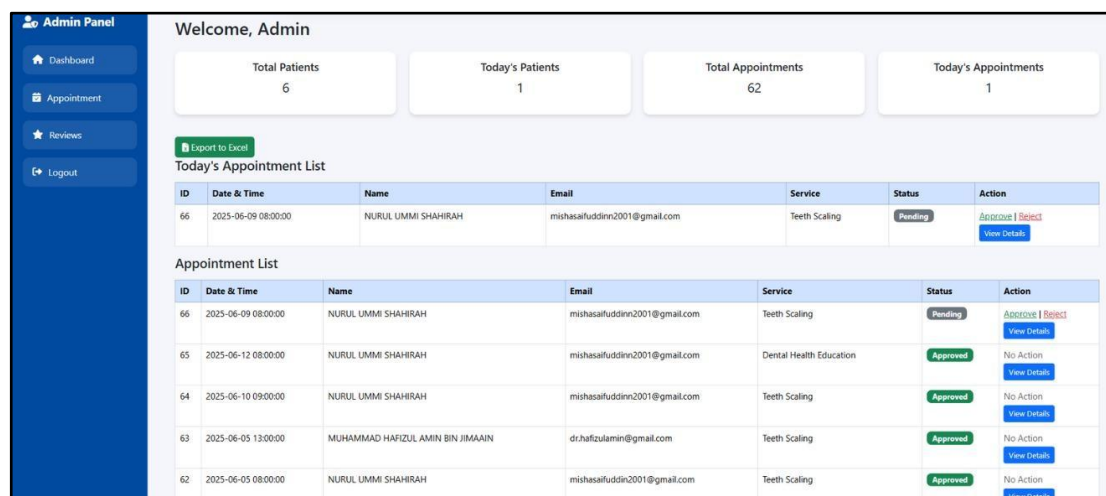 Admin Panel
Dashboard
Appointment
Reviews
Logout
Welcome, Admin
Total Patients
6
Today's Patients
1
Total Appointments
62
Today's Appointments
1
Export to Excel
Today's Appointment List
ID Date & Time Name Email Service Status Action
66 2025-06-09 08:00:00 NURUL UMMI SHAHIRAH mishasaifuddinn2001@gmail.com Teeth Scaling Pending Approve | Reject
View Details
Appointment List
ID Date & Time Name Email Service Status Action
66 2025-06-09 08:00:00 NURUL UMMI SHAHIRAH mishasaifuddinn2001@gmail.com Teeth Scaling Pending Approve | Reject
View Details
65 2025-06-12 08:00:00 NURUL UMMI SHAHIRAH mishasaifuddinn2001@gmail.com Dental Health Education Approved No Action
View Details
64 2025-06-10 09:00:00 NURUL UMMI SHAHIRAH mishasaifuddinn2001@gmail.com Teeth Scaling Approved No Action
View Details
63 2025-06-05 13:00:00 MUHAMMAD HAFIZUL AMIN BIN JIMAAIN dr.hafizulamin@gmail.com Teeth Scaling Approved No Action
View Details
62 2025-06-05 08:00:00 NURUL UMMI SHAHIRAH mishasaifuddin2001@gmail.com Teeth Scaling Approved No Action
View Details